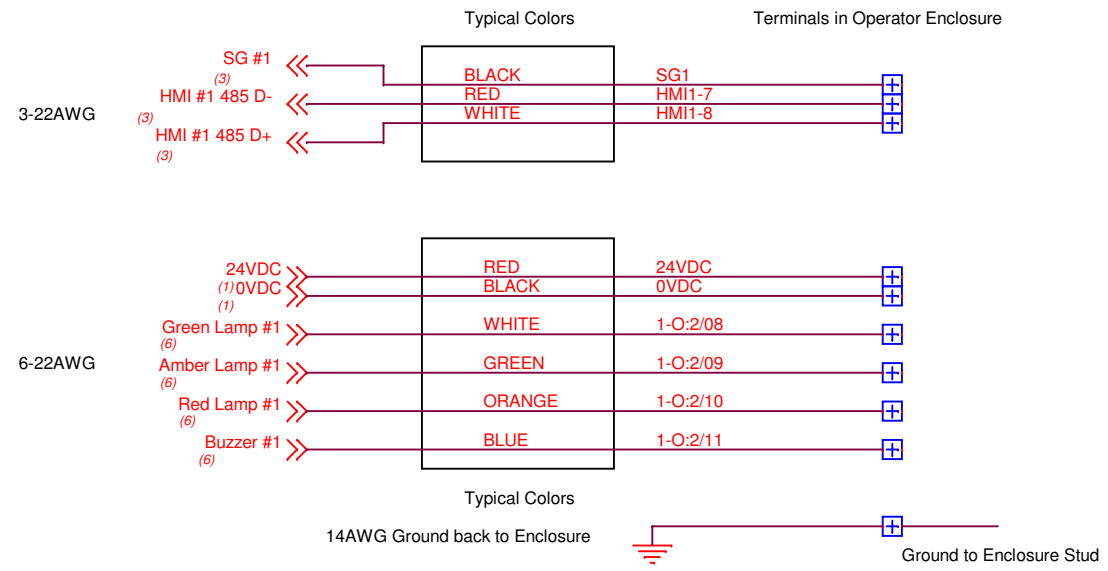 Typical Colors Terminals in Operator Enclosure
SG #1
(3)
BLACK SG1
HMI #1 485 D-
(3)
RED HMI1-7
3-22AWG
WHITE HMI1-8
HMI #1 485 D+
(3)
24VDC RED 24VDC
(1)
0VDC BLACK 0VDC
(1)
Green Lamp #1 WHITE 1-O:2/08
(6)
6-22AWG
Amber Lamp #1 GREEN 1-O:2/09
(6)
Red Lamp #1 ORANGE 1-O:2/10
(6)
Buzzer #1 BLUE 1-O:2/11
(6)
Typical Colors
14AWG Ground back to Enclosure
Ground to Enclosure Stud